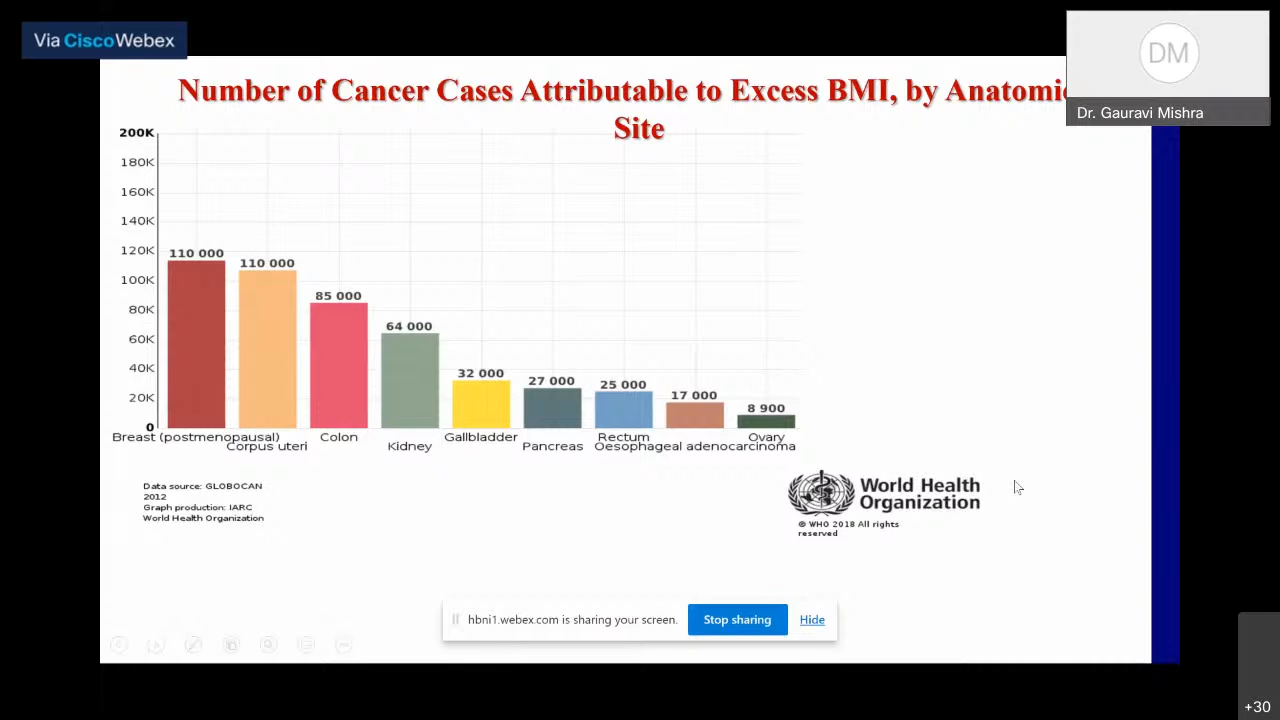 Via CiscoWebex
DM
Dr. Gauravi Mishra
Number of Cancer Cases Attributable to Excess BMI, by Anatomi
Site
200K
180K
160K
140K
120K
100K
80K
60K
40K
20K
0
110 000
110 000
85 000
64 000
32 000
27 000
25 000
17 000
8 900
Breast (postmenopausal)
Corpus uteri
Colon
Kidney
Gallbladder
Pancreas
Rectum
Oesophageal adenocarcinoma
Ovary
Data source: GLOBOCAN
2012
Graph production: IARC
World Health Organization
World Health
Organization
© WHO 2018 All rights
reserved
hbni1.webex.com is sharing your screen.
Stop sharing
Hide
+30